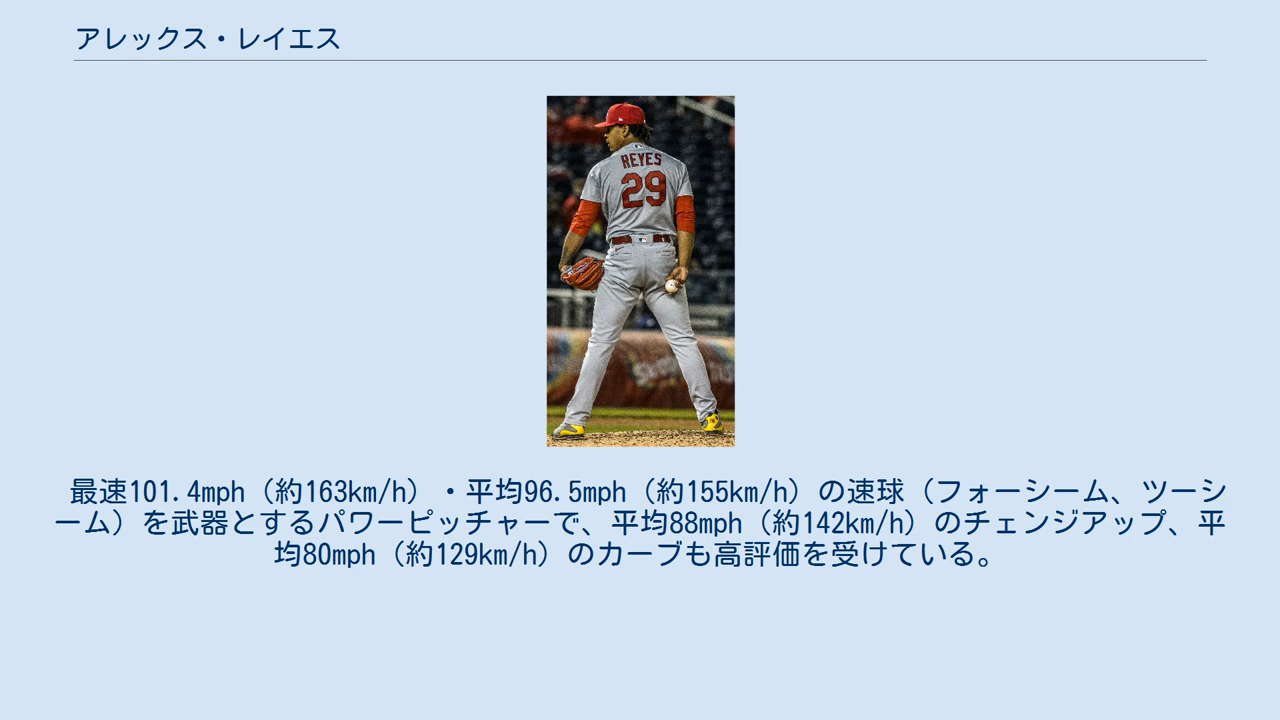 アレックス・レイエス
REYES
29
最速101.4mph（約163km/h）・平均96.5mph（約155km/h）の速球（フォーシーム、ツーシ
ーム）を武器とするパワーピッチャーで、平均88mph（約142km/h）のチェンジアップ、平
均80mph（約129km/h）のカーブも高評価を受けている。